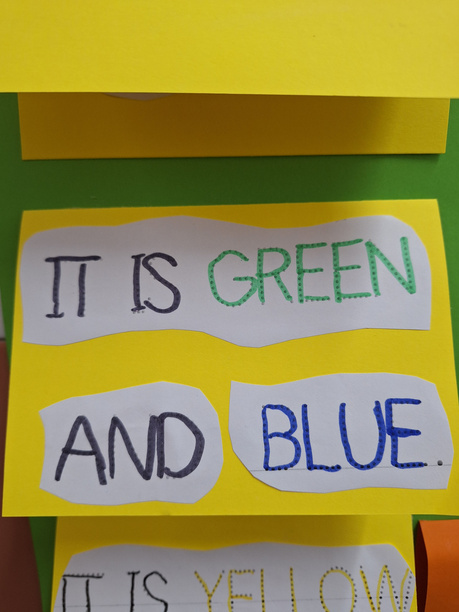 IT IS GREEN
AND BLUE.
IT IS YELLOW